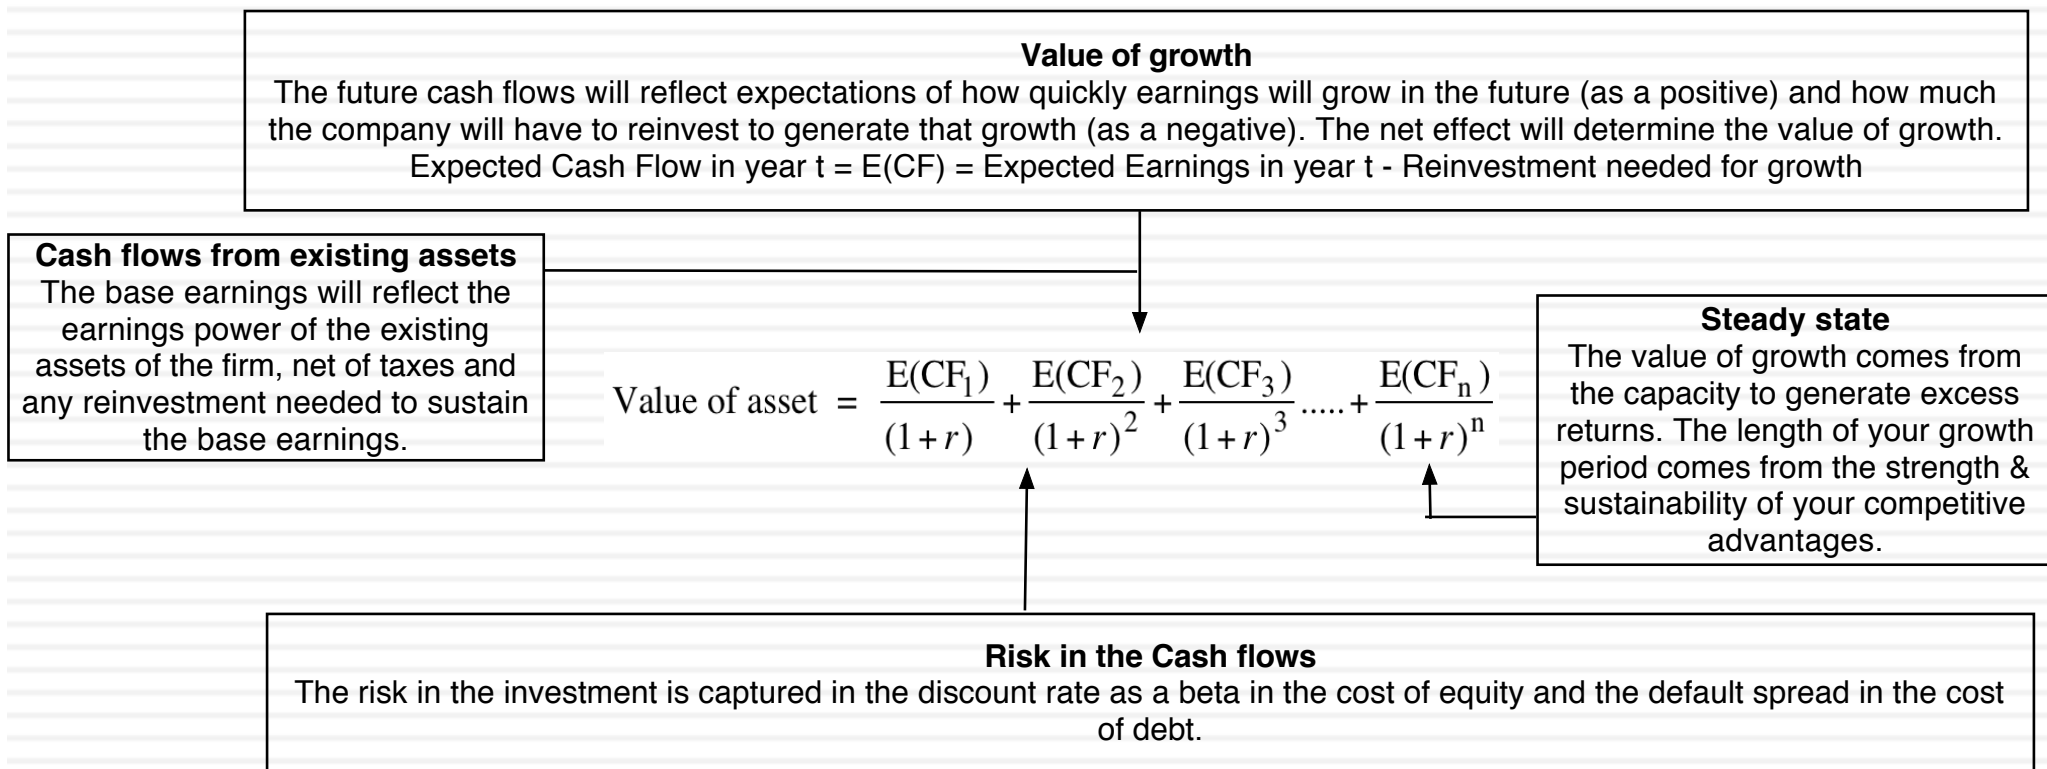 Value of growth
The future cash flows will reflect expectations of how quickly earnings will grow in the future (as a positive) and how much
the company will have to reinvest to generate that growth (as a negative). The net effect will determine the value of growth.
Expected Cash Flow in year t = E(CF) = Expected Earnings in year t - Reinvestment needed for growth
Cash flows from existing assets
The base earnings will reflect the
earnings power of the existing
assets of the firm, net of taxes and
any reinvestment needed to sustain
the base earnings.
Value of asset = E(CF₁)/(1+r) + E(CF₂)/(1+r)² + E(CF₃)/(1+r)³ ..... + E(CFₙ)/(1+r)ⁿ
Steady state
The value of growth comes from
the capacity to generate excess
returns. The length of your growth
period comes from the strength &
sustainability of your competitive
advantages.
Risk in the Cash flows
The risk in the investment is captured in the discount rate as a beta in the cost of equity and the default spread in the cost
of debt.